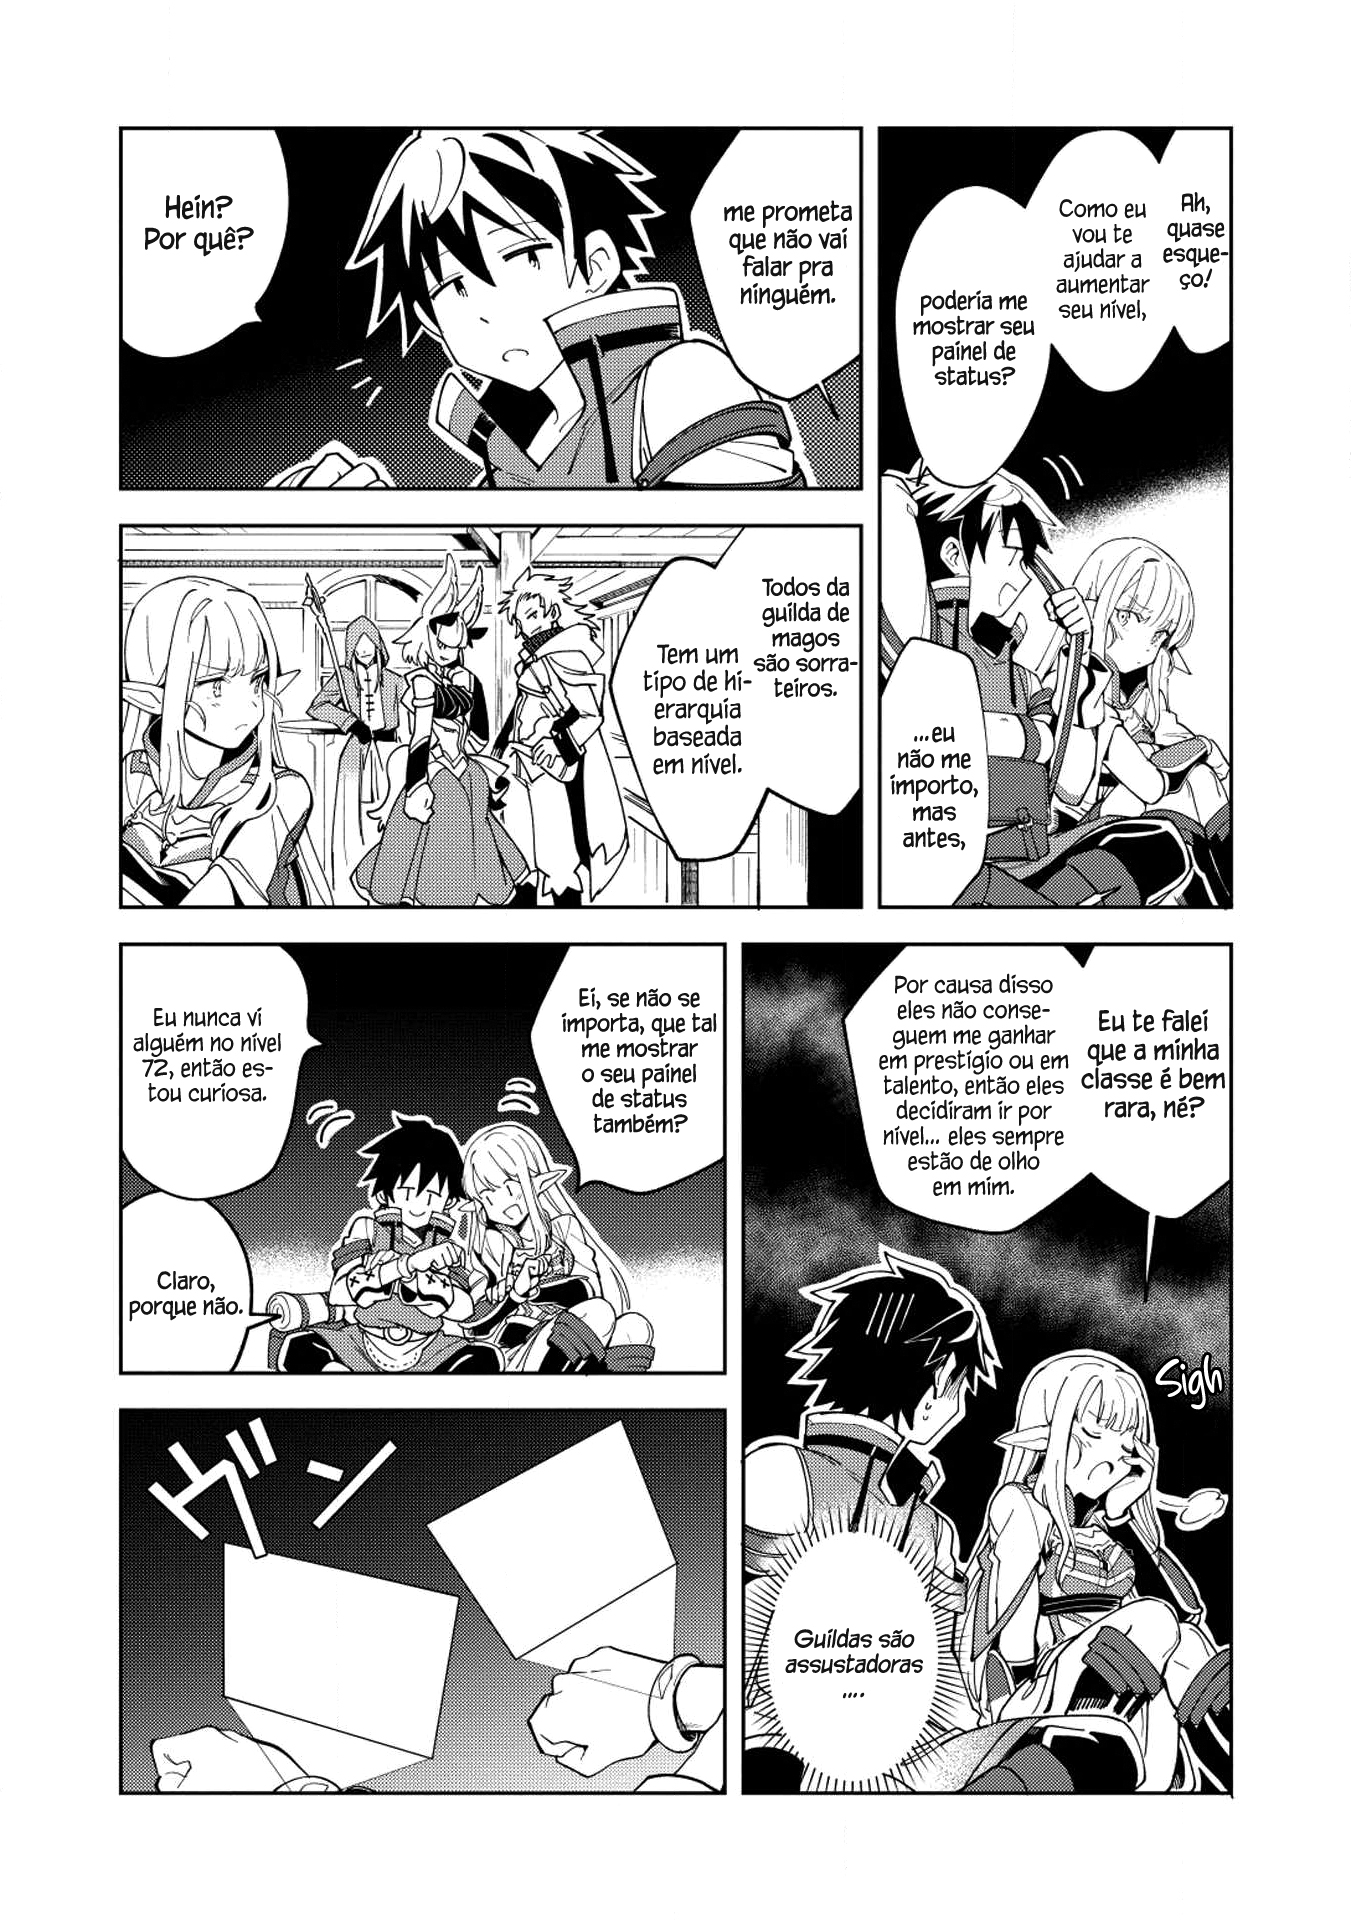 Ah,
quase
esque-
ço!
Como eu
vou te
ajudar a
aumentar
seu nível,
poderia me
mostrar seu
painel de
status?
...eu
não me
importo,
mas
antes,
me prometa
que não vai
falar pra
ninguém.
Hein?
Por quê?
Todos da
guilda de
magos
são sorra-
teiros.
Tem um
tipo de hi-
erarquia
baseada
em nível.
Eu te falei
que a minha
classe é bem
rara, né?
Por causa disso
eles não conse-
guem me ganhar
em prestígio ou em
talento, então eles
decidiram ir por
nível... eles sempre
estão de olho
em mim.
Sigh
Guildas são
assustadoras
....
Ei, se não se
importa, que tal
me mostrar
o seu painel
de status
também?
Eu nunca vi
alguém no nível
72, então es-
tou curiosa.
Claro,
porque não.
ヴン